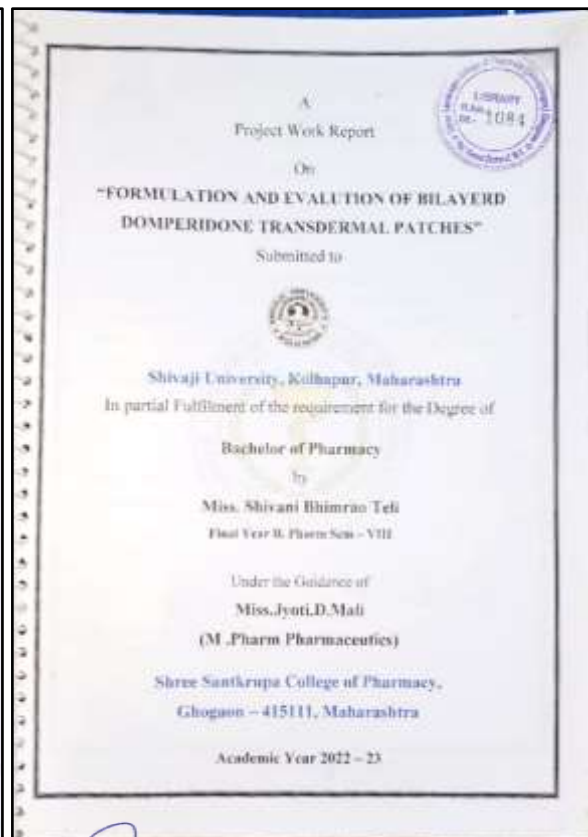 A
Project Work Report
On
"FORMULATION AND EVALUTION OF BILAYERD
DOMPERIDONE TRANSDERMAL PATCHES"
Submitted to
Shivaji University, Kolhapur, Maharashtra
In partial Fulfilment of the requirement for the Degree of
Bachelor of Pharmacy
by
Miss. Shivani Bhimrao Teli
Final Year B. Pharm Sem – VIII
Under the Guidance of
Miss.Jyoti.D.Mali
(M .Pharm Pharmaceutics)
Shree Santkrupa College of Pharmacy,
Ghogaon – 415111, Maharashtra
Academic Year 2022 – 23
LIBRARY
1084